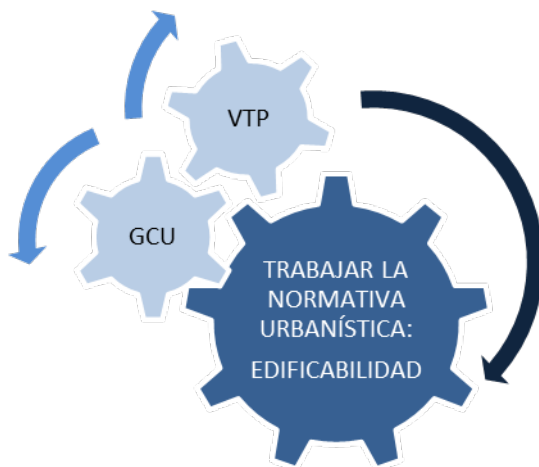 VTP
GCU
TRABAJAR LA
NORMATIVA
URBANÍSTICA:
EDIFICABILIDAD